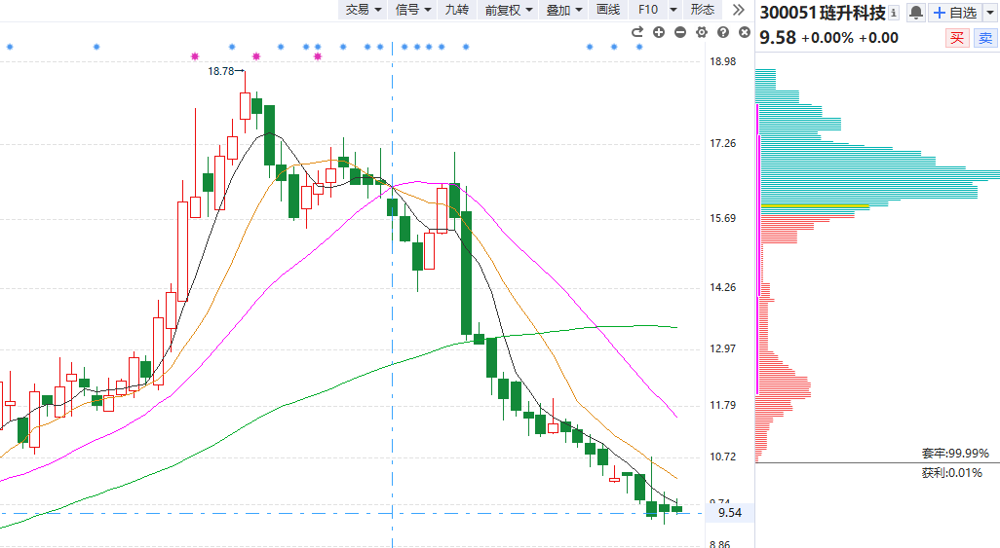 交易 信号 九转 前复权 叠加 画线 F10 形态
300051 琏升科技 自选
9.58 +0.00% +0.00 买 卖
18.98
18.78
17.26
15.69
14.26
12.97
11.79
10.72
套牢:99.99%
获利:0.01%
9.74
9.54
8.86